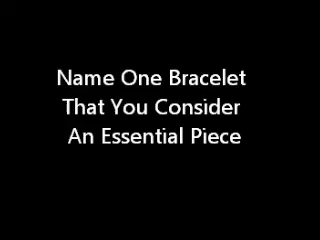 Name One Bracelet
That You Consider
An Essential Piece